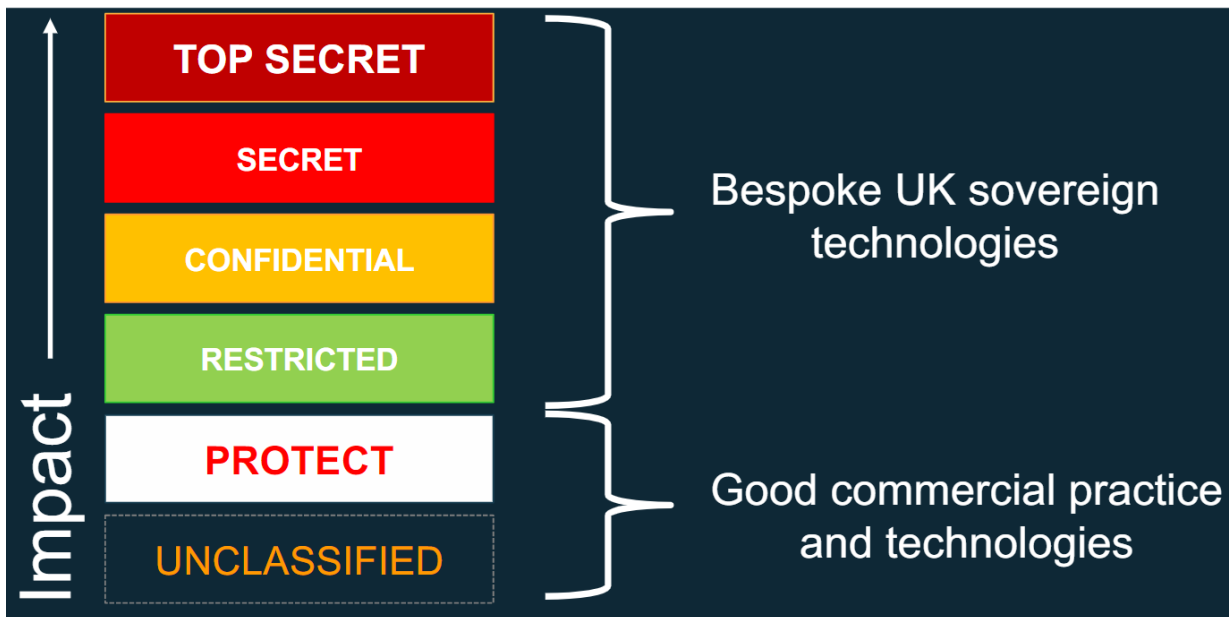 TOP SECRET
SECRET
CONFIDENTIAL
RESTRICTED
PROTECT
UNCLASSIFIED
Impact
Bespoke UK sovereign
technologies
Good commercial practice
and technologies